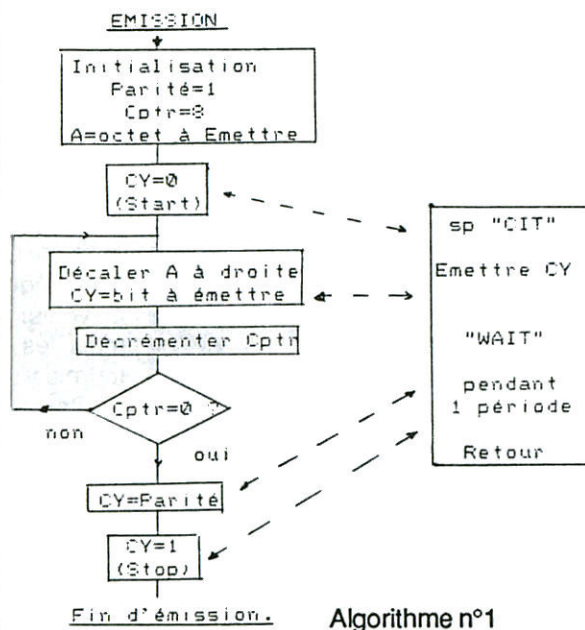 EMISSION
Initialisation
Parité=1
Cptr=8
A=octet à Emettre
CY=0
(Start)
Décaler A à droite
CY=bit à émettre
Décrémenter Cptr
Cptr=0 ?
non
oui
CY=Parité
CY=1
(Stop)
Fin d'émission.
sp "CIT"
Emettre CY
"WAIT"
pendant
1 période
Retour
Algorithme n°1